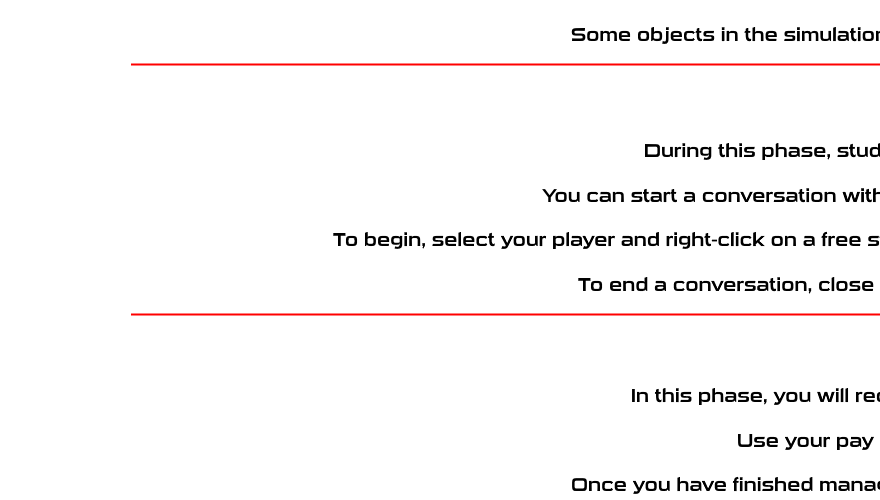 Some objects in the simulation
During this phase, stud
You can start a conversation with
To begin, select your player and right-click on a free s
To end a conversation, close
In this phase, you will rec
Use your pay
Once you have finished manag